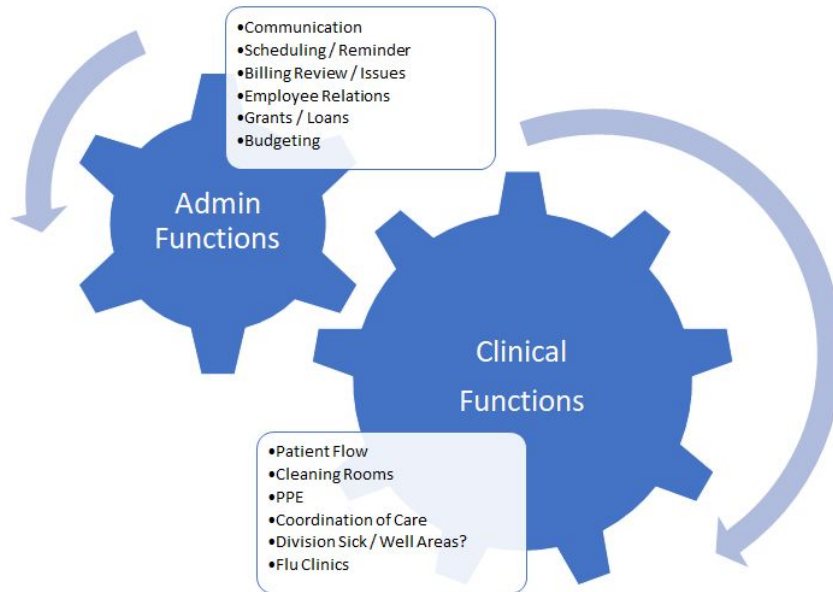 •Communication
•Scheduling / Reminder
•Billing Review / Issues
•Employee Relations
•Grants / Loans
•Budgeting
Admin
Functions
Clinical
Functions
•Patient Flow
•Cleaning Rooms
•PPE
•Coordination of Care
•Division Sick / Well Areas?
•Flu Clinics